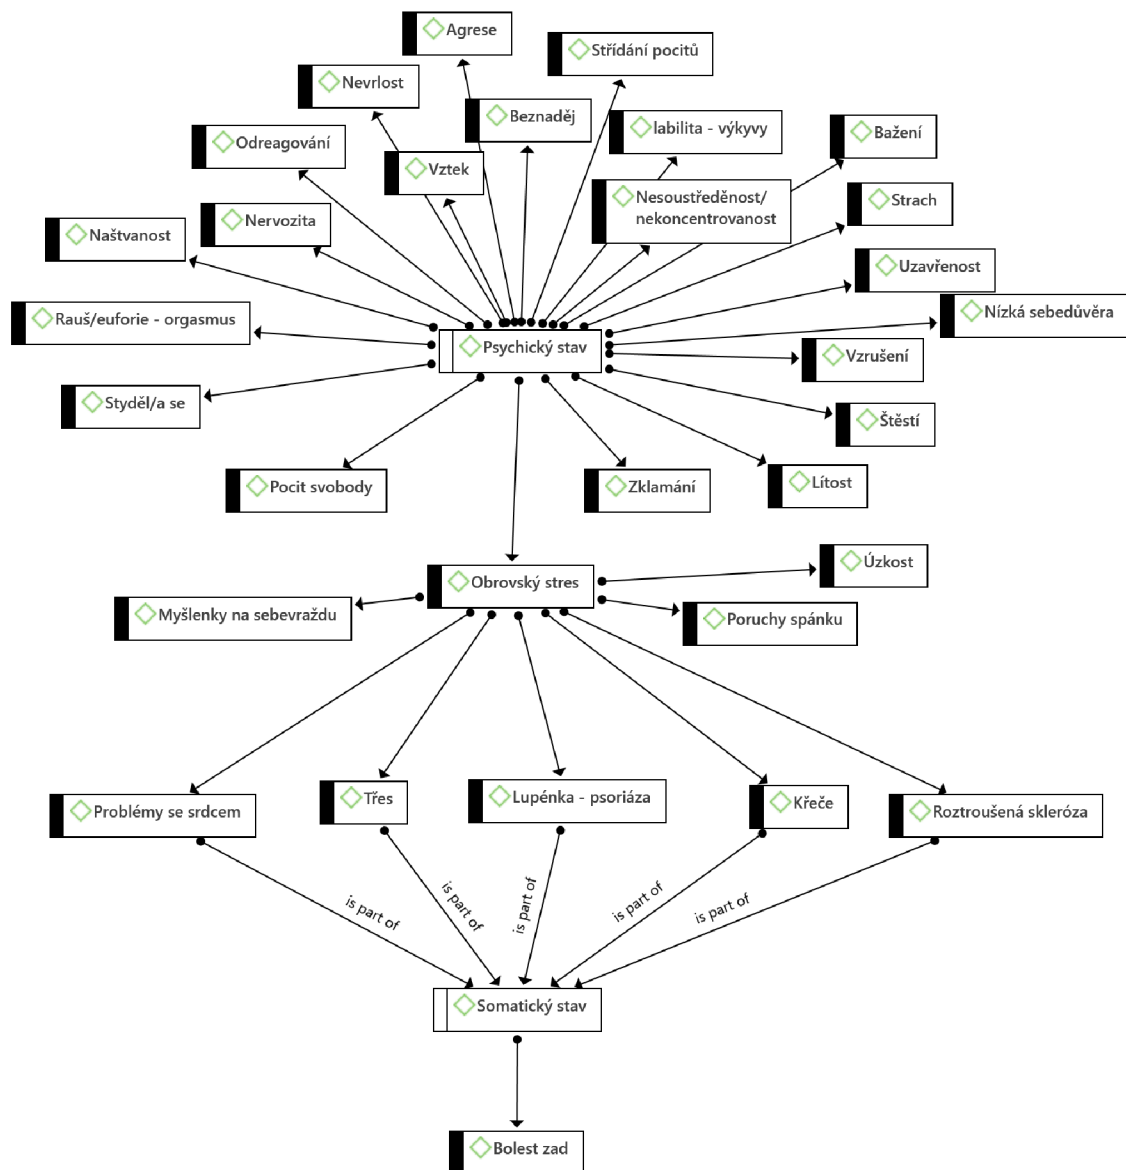 Agrese
Střídání pocitů
Nevrlost
Beznaděj
labilita - výkyvy
Bažení
Odreagování
Vztek
Nesoustředěnost/
nekoncentrovanost
Strach
Nervozita
Naštvanost
Uzavřenost
Nízká sebedůvěra
Rauš/euforie - orgasmus
Psychický stav
Vzrušení
Styděl/a se
Štěstí
Pocit svobody
Zklamání
Lítost
Úzkost
Obrovský stres
Myšlenky na sebevraždu
Poruchy spánku
Problémy se srdcem
Třes
Lupénka - psoriáza
Křeče
Roztroušená skleróza
is part of
is part of
is part of
is part of
is part of
Somatický stav
Bolest zad